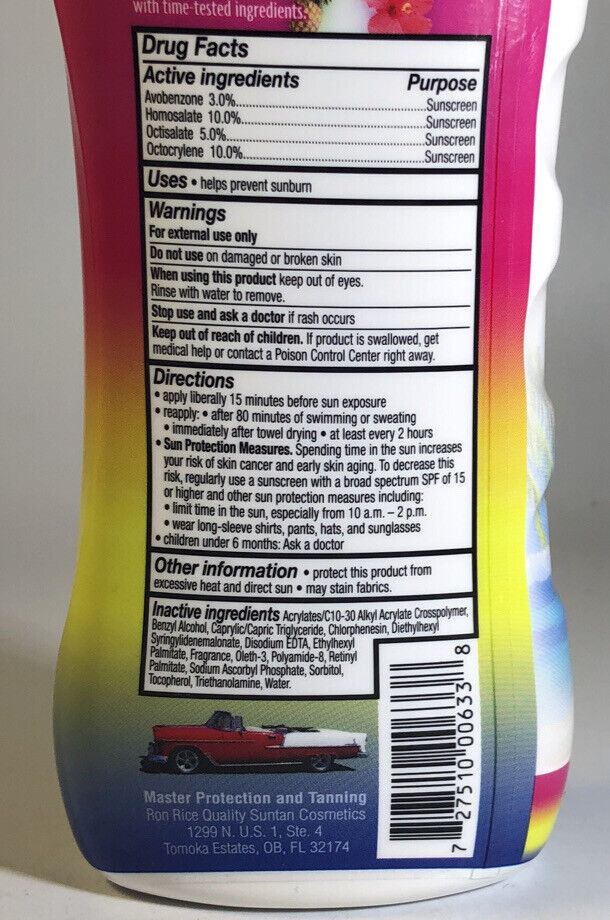 with time-tested ingredients.
Drug Facts
Active ingredients Purpose
Avobenzone 3.0%..........Sunscreen
Homosalate 10.0%..........Sunscreen
Octisalate 5.0%..........Sunscreen
Octocrylene 10.0%..........Sunscreen
Uses • helps prevent sunburn
Warnings
For external use only
Do not use on damaged or broken skin
When using this product keep out of eyes.
Rinse with water to remove.
Stop use and ask a doctor if rash occurs
Keep out of reach of children. If product is swallowed, get
medical help or contact a Poison Control Center right away.
Directions
• apply liberally 15 minutes before sun exposure
• reapply: • after 80 minutes of swimming or sweating
• immediately after towel drying • at least every 2 hours
• Sun Protection Measures. Spending time in the sun increases
your risk of skin cancer and early skin aging. To decrease this
risk, regularly use a sunscreen with a broad spectrum SPF of 15
or higher and other sun protection measures including:
• limit time in the sun, especially from 10 a.m. – 2 p.m.
• wear long-sleeve shirts, pants, hats, and sunglasses
• children under 6 months: Ask a doctor
Other information • protect this product from
excessive heat and direct sun • may stain fabrics.
Inactive ingredients Acrylates/C10-30 Alkyl Acrylate Crosspolymer,
Benzyl Alcohol, Caprylic/Capric Triglyceride, Chlorphenesin, Diethylhexyl
Syringylidenemalonate, Disodium EDTA, Ethylhexyl
Palmitate, Fragrance, Oleth-3, Polyamide-8, Retinyl
Palmitate, Sodium Ascorbyl Phosphate, Sorbitol,
Tocopherol, Triethanolamine, Water.
7 27510 00633 8
Master Protection and Tanning
Ron Rice Quality Suntan Cosmetics
1299 N. U.S. 1, Ste. 4
Tomoka Estates, OB, FL 32174